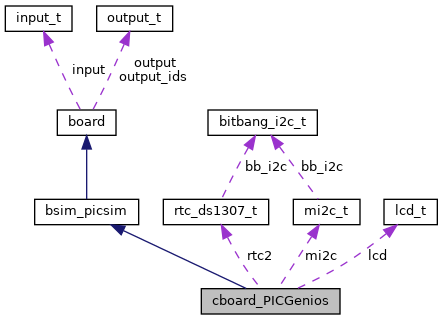 input_t
output_t
input
output
output_ids
board
bitbang_i2c_t
bb_i2c
bb_i2c
bsim_picsim
rtc_ds1307_t
mi2c_t
lcd_t
rtc2
mi2c
lcd
cboard_PICGenios